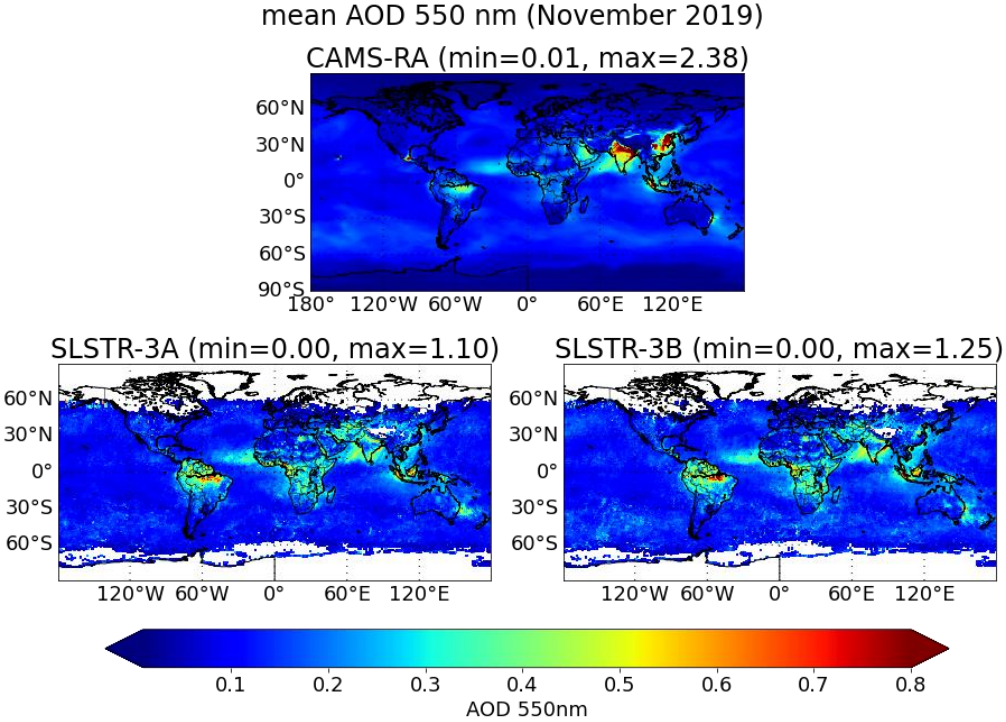 mean AOD 550 nm (November 2019)
CAMS-RA (min=0.01, max=2.38)
60°N
30°N
0°
30°S
60°S
90°S
180° 120°W 60°W 0° 60°E 120°E
SLSTR-3A (min=0.00, max=1.10)
60°N
30°N
0°
30°S
60°S
120°W 60°W 0° 60°E 120°E
SLSTR-3B (min=0.00, max=1.25)
60°N
30°N
0°
30°S
60°S
120°W 60°W 0° 60°E 120°E
0.1 0.2 0.3 0.4 0.5 0.6 0.7 0.8
AOD 550nm